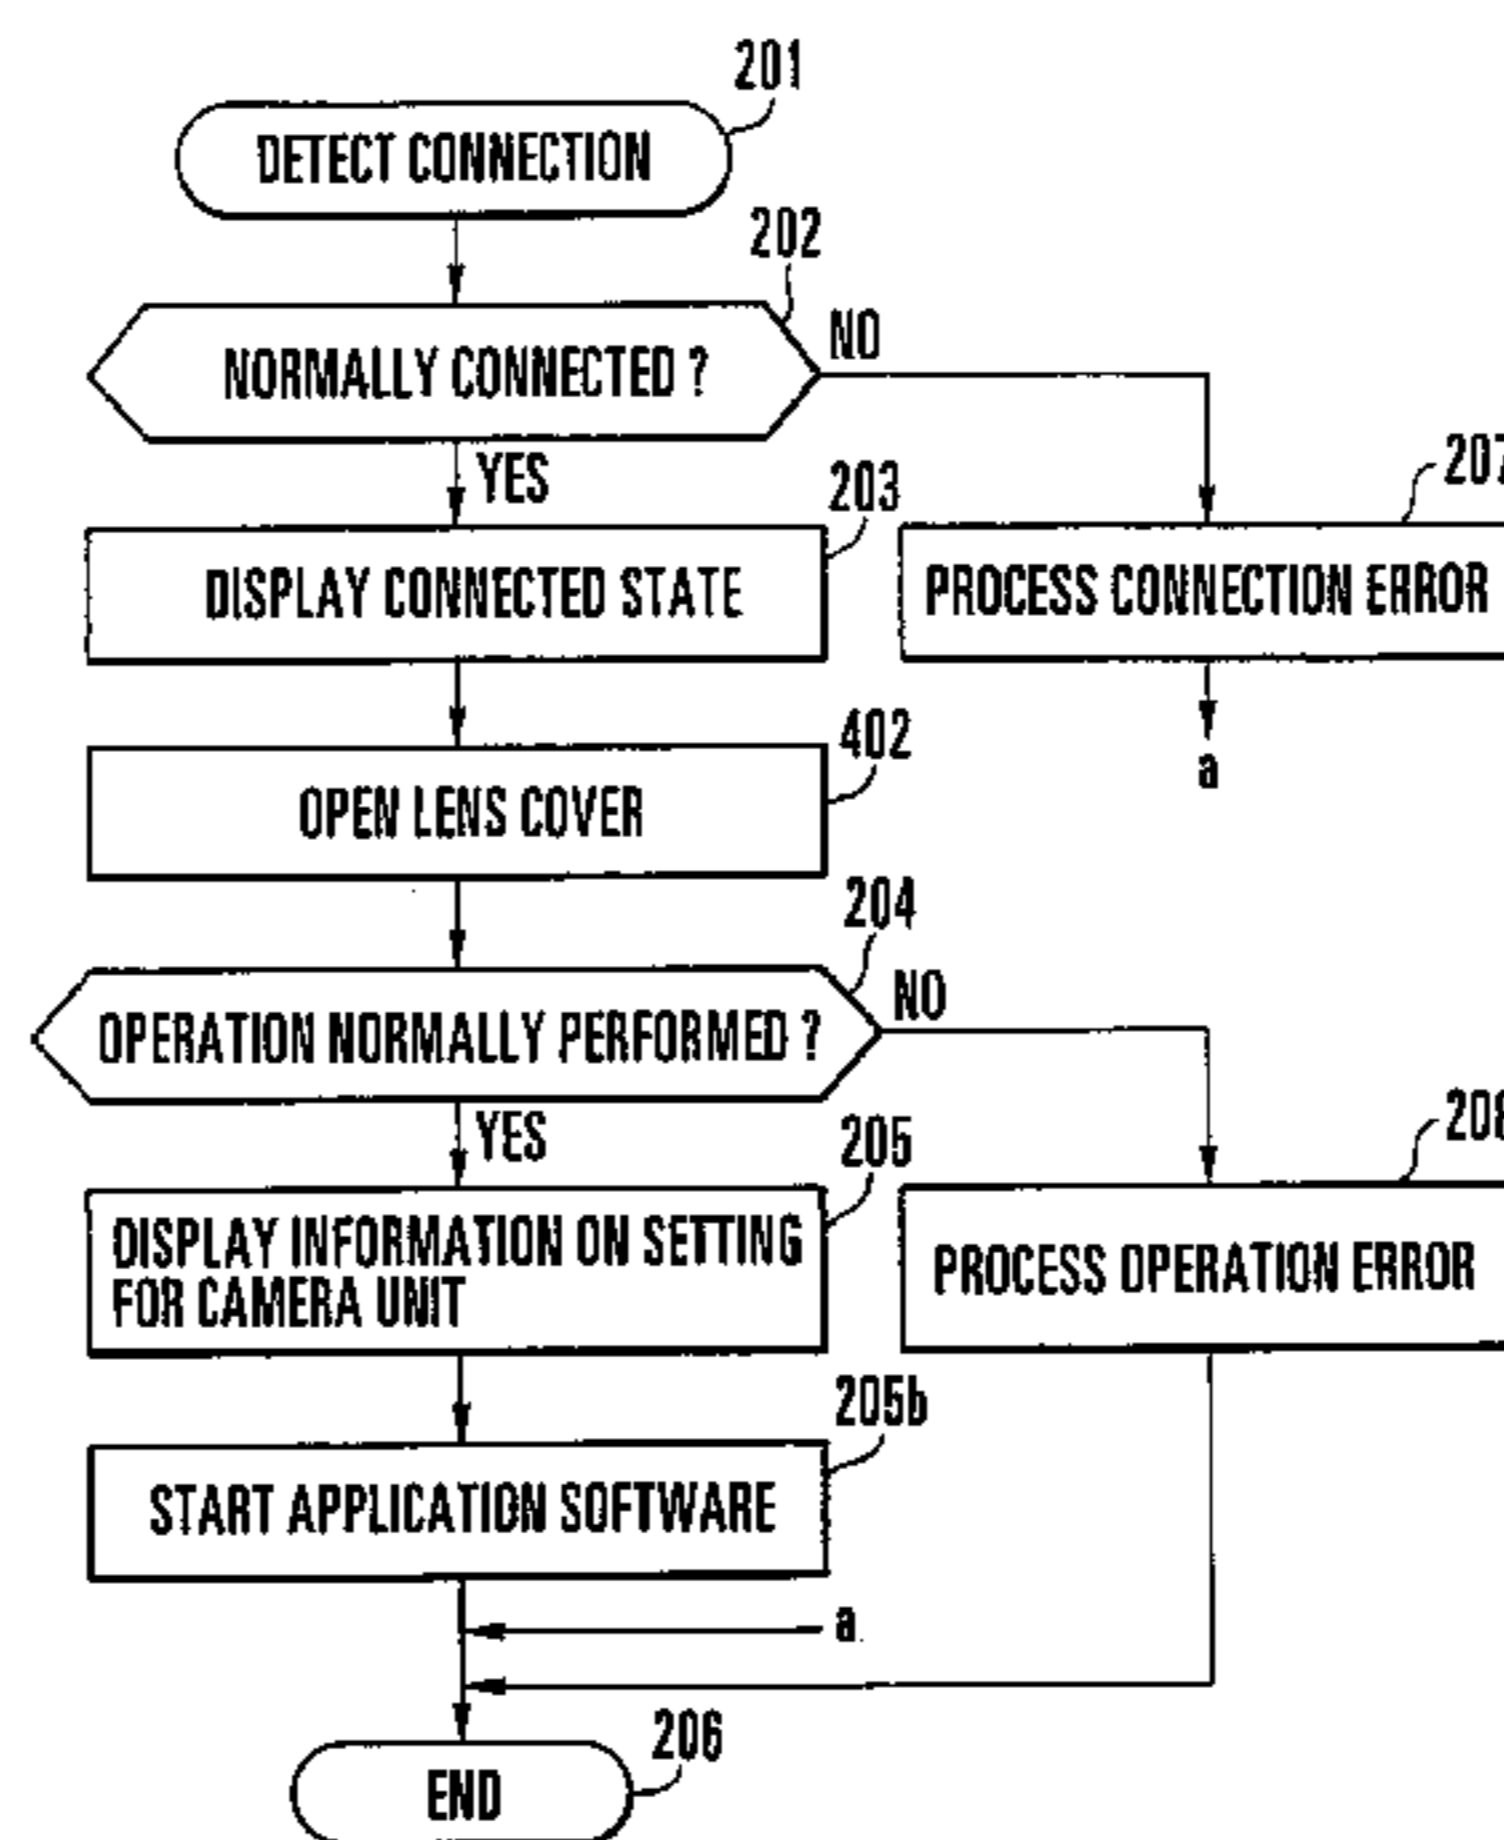 201
DETECT CONNECTION
202
NORMALLY CONNECTED ?
NO
YES
203
207
DISPLAY CONNECTED STATE
PROCESS CONNECTION ERROR
a
402
OPEN LENS COVER
204
OPERATION NORMALLY PERFORMED ?
NO
YES
205
DISPLAY INFORMATION ON SETTING
FOR CAMERA UNIT
PROCESS OPERATION ERROR
205b
START APPLICATION SOFTWARE
a
206
END